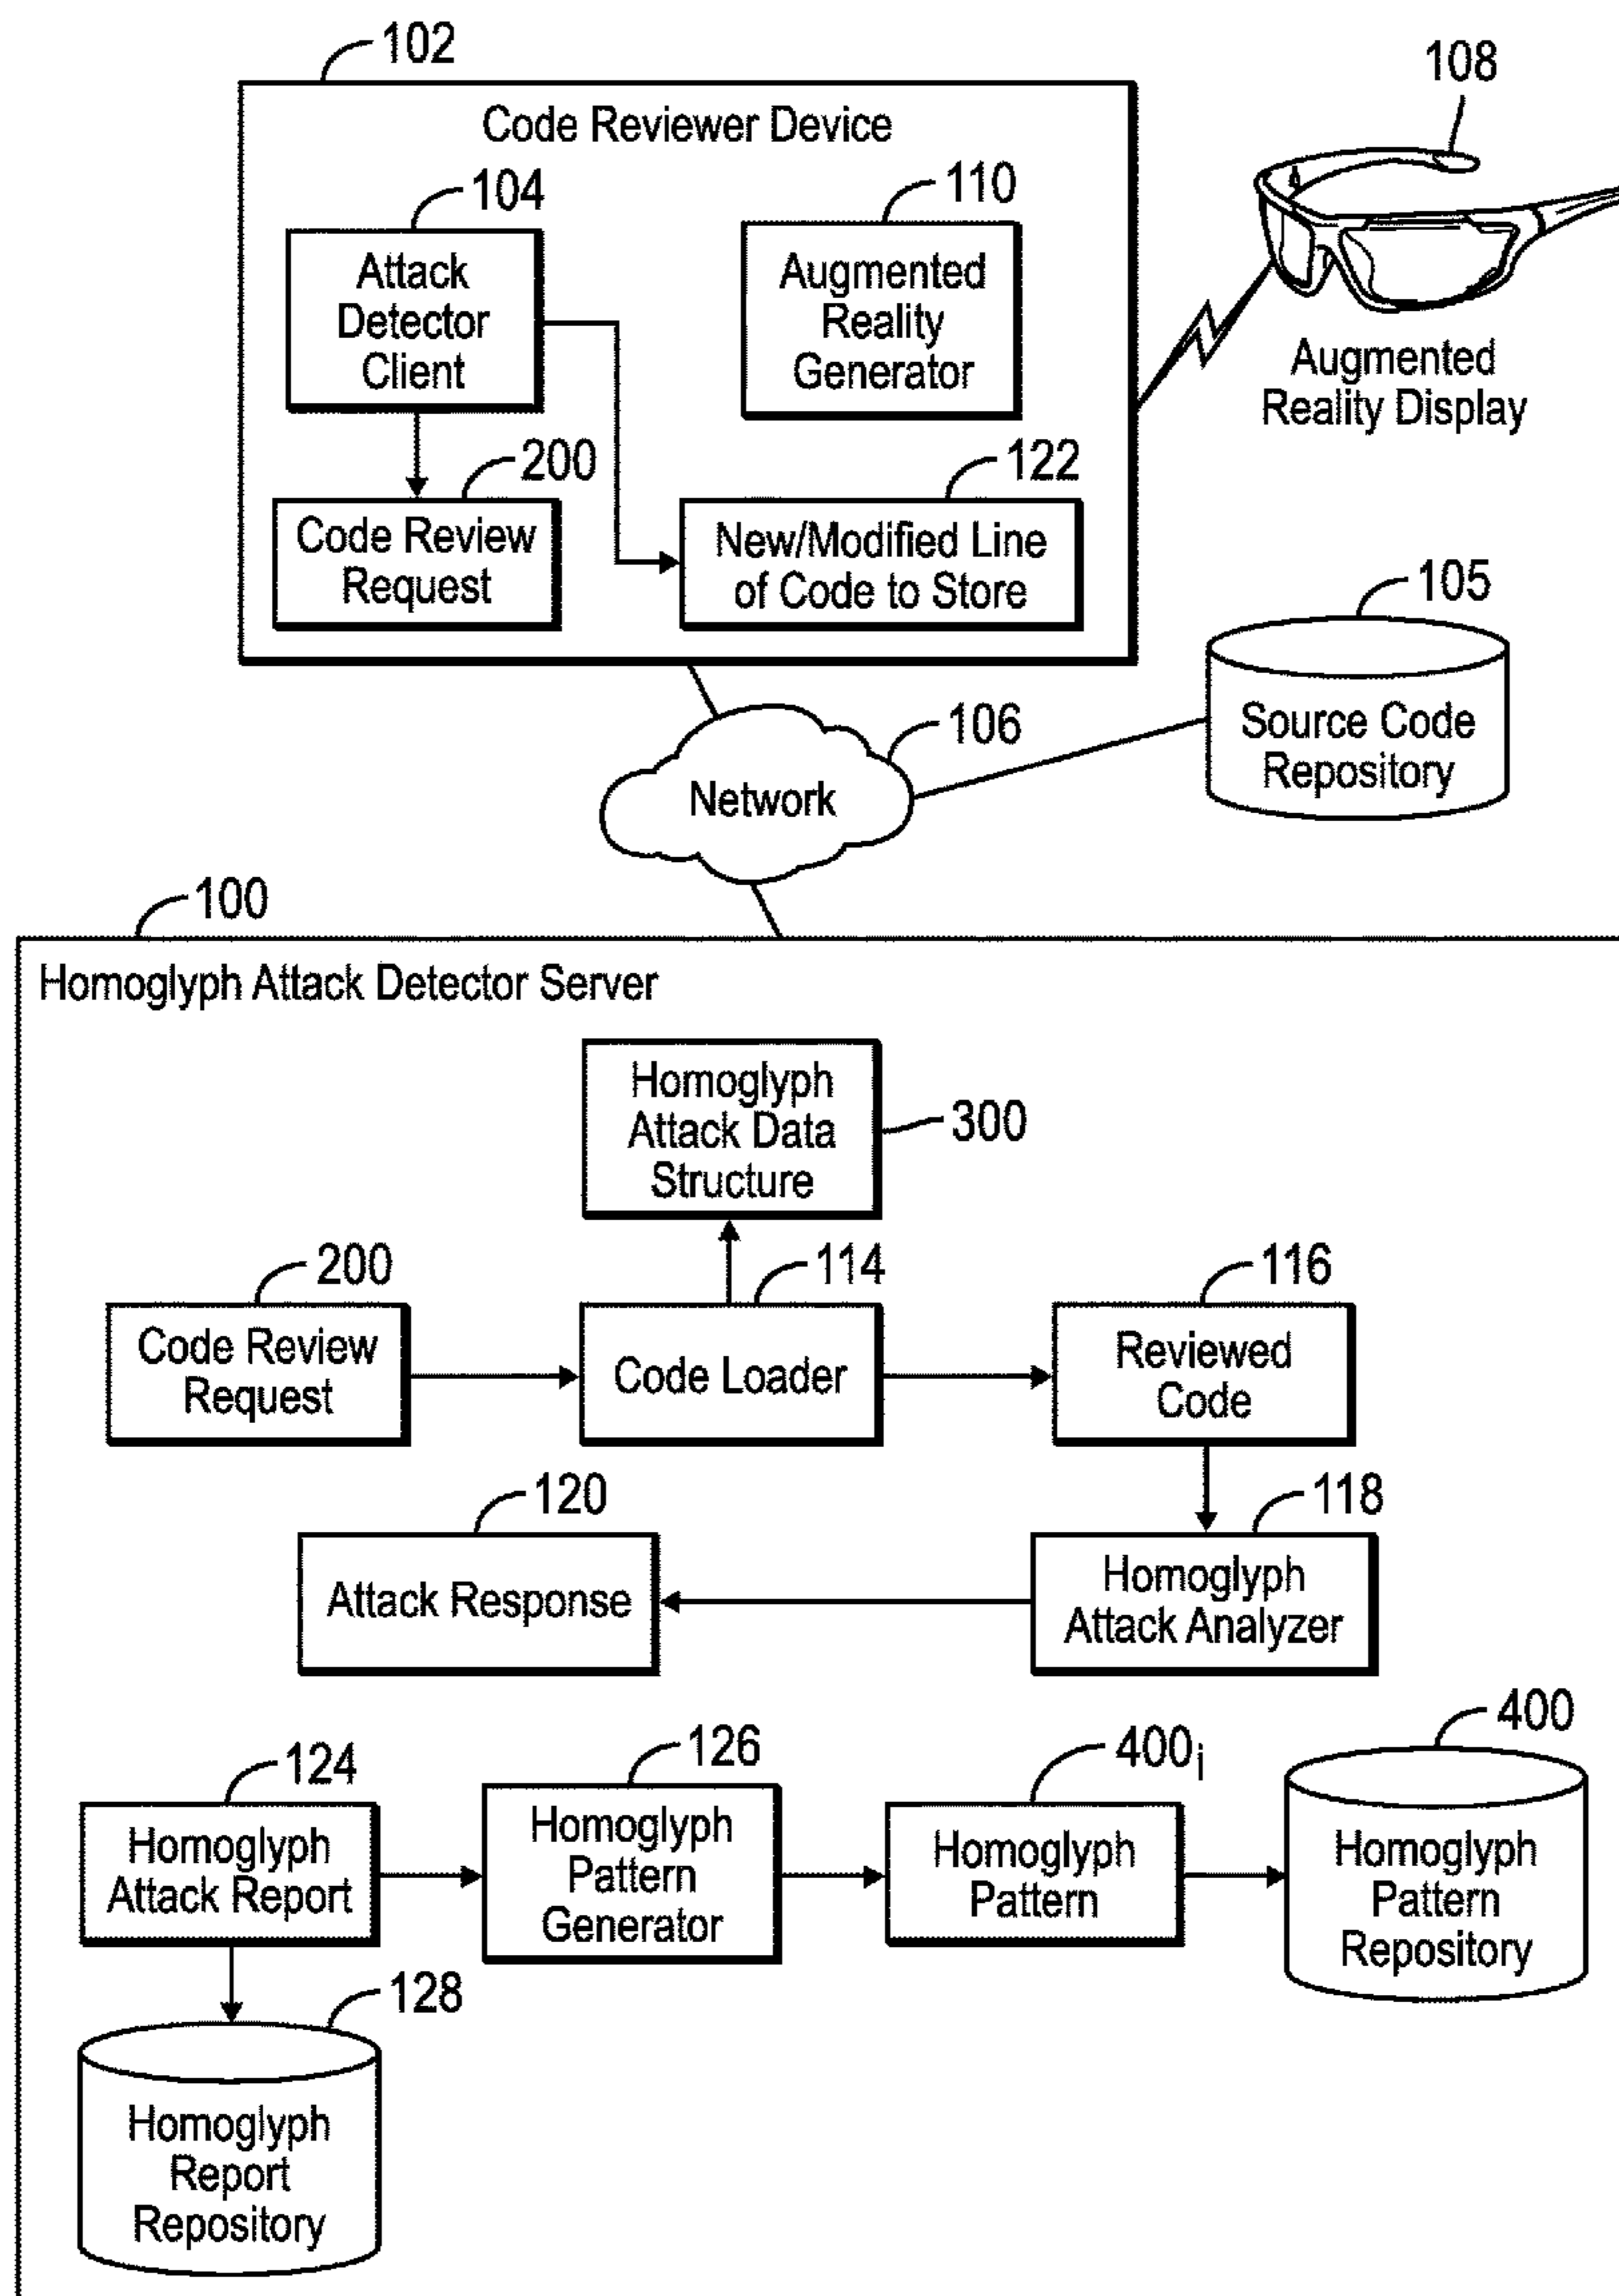 102
Code Reviewer Device
108
104
110
Attack
Detector
Client
Augmented
Reality
Generator
Augmented
Reality Display
200
122
Code Review
Request
New/Modified Line
of Code to Store
105
Source Code
Repository
106
Network
100
Homoglyph Attack Detector Server
Homoglyph
Attack Data
Structure
300
200
114
116
Code Review
Request
Code Loader
Reviewed
Code
120
118
Attack Response
Homoglyph
Attack Analyzer
124
126
400i
400
Homoglyph
Attack Report
Homoglyph
Pattern
Generator
Homoglyph
Pattern
Homoglyph
Pattern
Repository
128
Homoglyph
Report
Repository